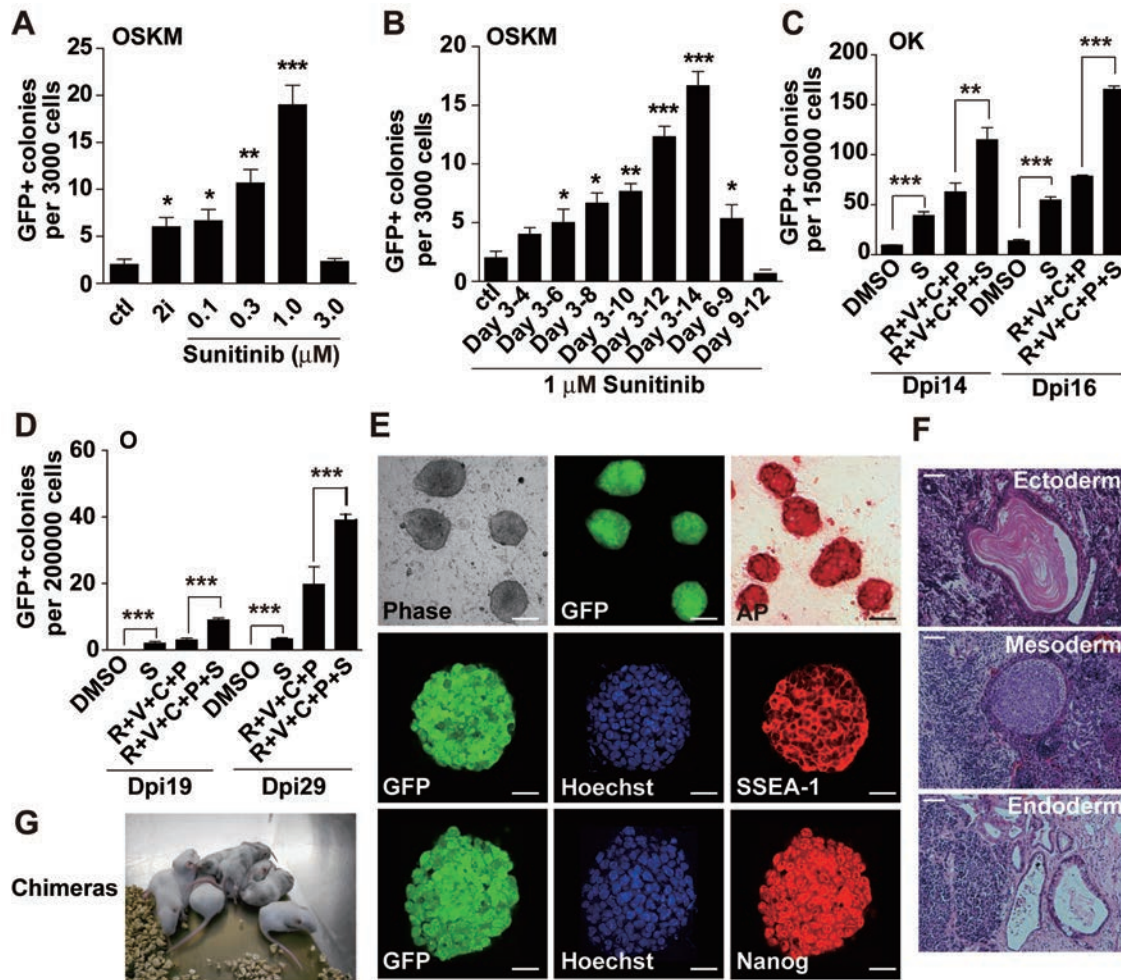 A
OSKM
GFP+ colonies
per 3000 cells
25
20
15
10
5
0
*
*
**
***
ctl
2i
0.1
0.3
1.0
3.0
Sunitinib (μM)
B
OSKM
GFP+ colonies
per 3000 cells
20
15
10
5
0
*
*
**
***
***
*
ctl
Day 3-4
Day 3-6
Day 3-8
Day 3-10
Day 3-12
Day 3-14
Day 6-9
Day 9-12
1 μM Sunitinib
C
OK
GFP+ colonies
per 150000 cells
200
150
100
50
0
***
**
***
***
DMSO
S
R+V+C+P
R+V+C+P+S
DMSO
S
R+V+C+P
R+V+C+P+S
Dpi14
Dpi16
D
O
GFP+ colonies
per 200000 cells
60
40
20
0
***
***
***
***
DMSO
S
R+V+C+P
R+V+C+P+S
DMSO
S
R+V+C+P
R+V+C+P+S
Dpi19
Dpi29
E
Phase
GFP
AP
GFP
Hoechst
SSEA-1
GFP
Hoechst
Nanog
F
Ectoderm
Mesoderm
Endoderm
G
Chimeras